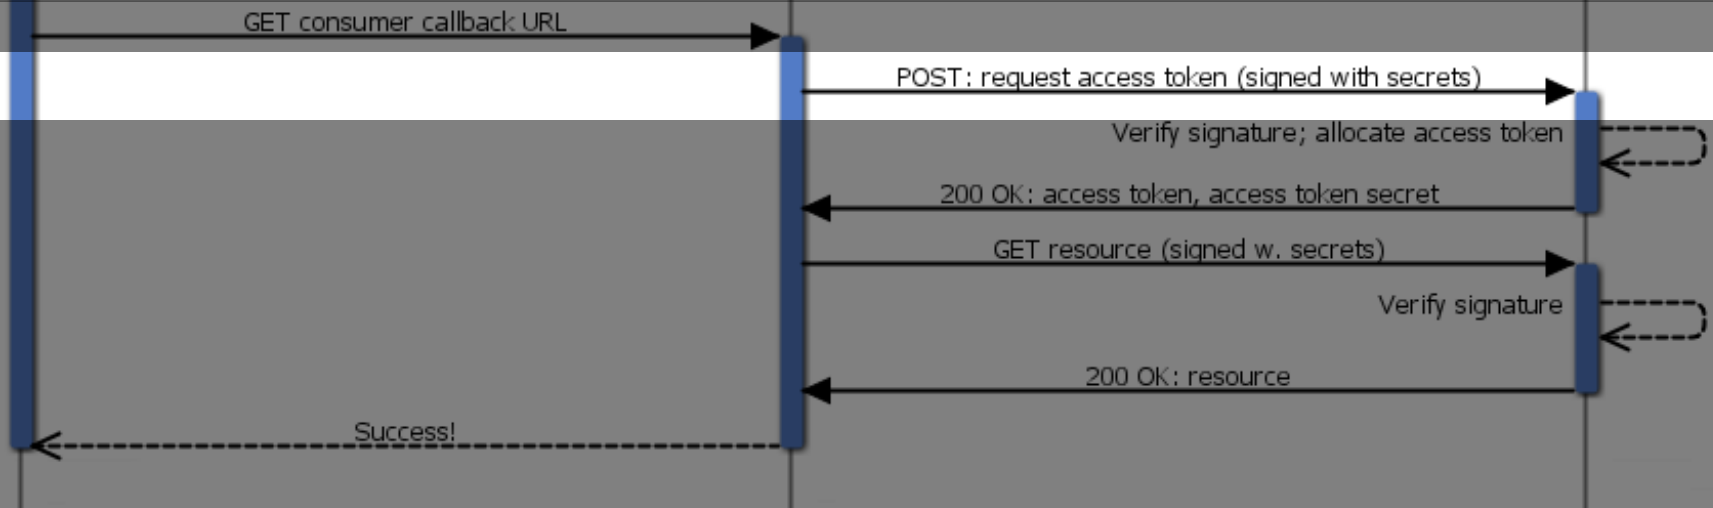 GET consumer callback URL
POST: request access token (signed with secrets)
Verify signature; allocate access token
200 OK: access token, access token secret
GET resource (signed w. secrets)
Verify signature
200 OK: resource
Success!